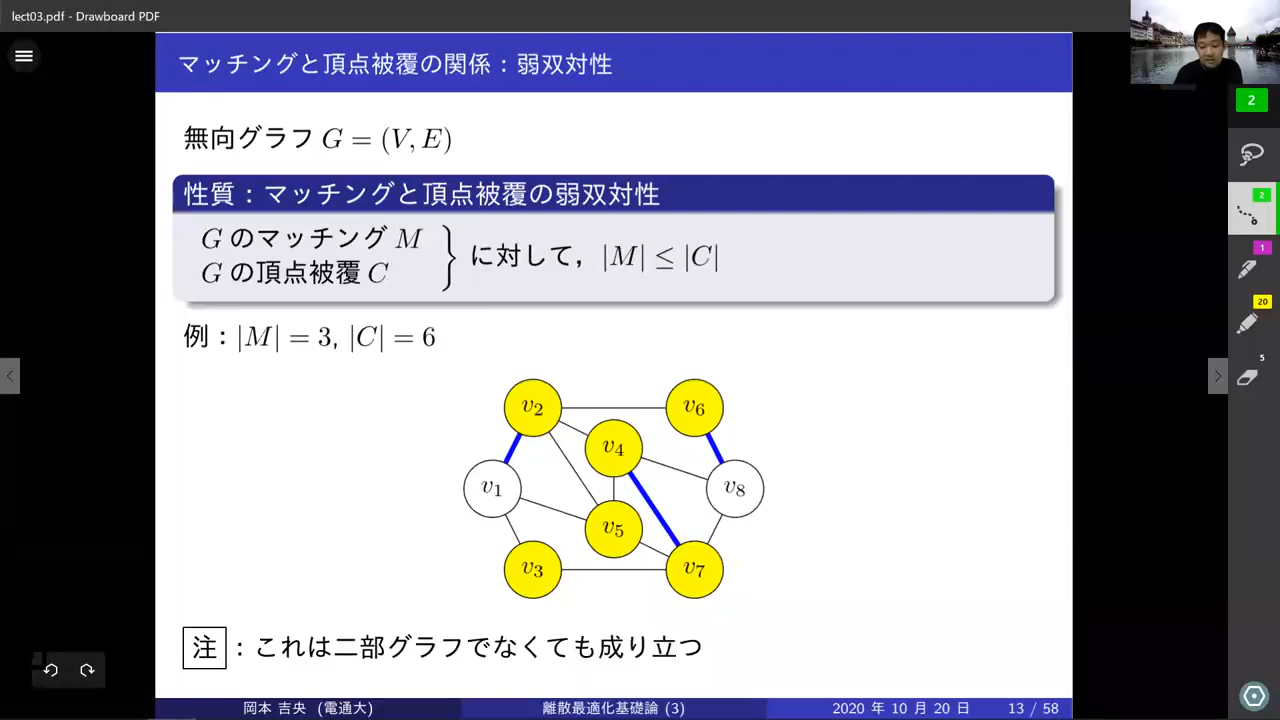 lect03.pdf - Drawboard PDF
マッチングと頂点被覆の関係：弱双対性
2
無向グラフ G = (V, E)
性質：マッチングと頂点被覆の弱双対性
G のマッチング M
G の頂点被覆 C
} に対して，|M| ≤ |C|
2
1
20
5
例：|M| = 3, |C| = 6
v2
v6
v4
v1
v8
v5
v3
v7
注：これは二部グラフでなくても成り立つ
岡本 吉央 (電通大)
離散最適化基礎論 (3)
2020 年 10 月 20 日
13 / 58